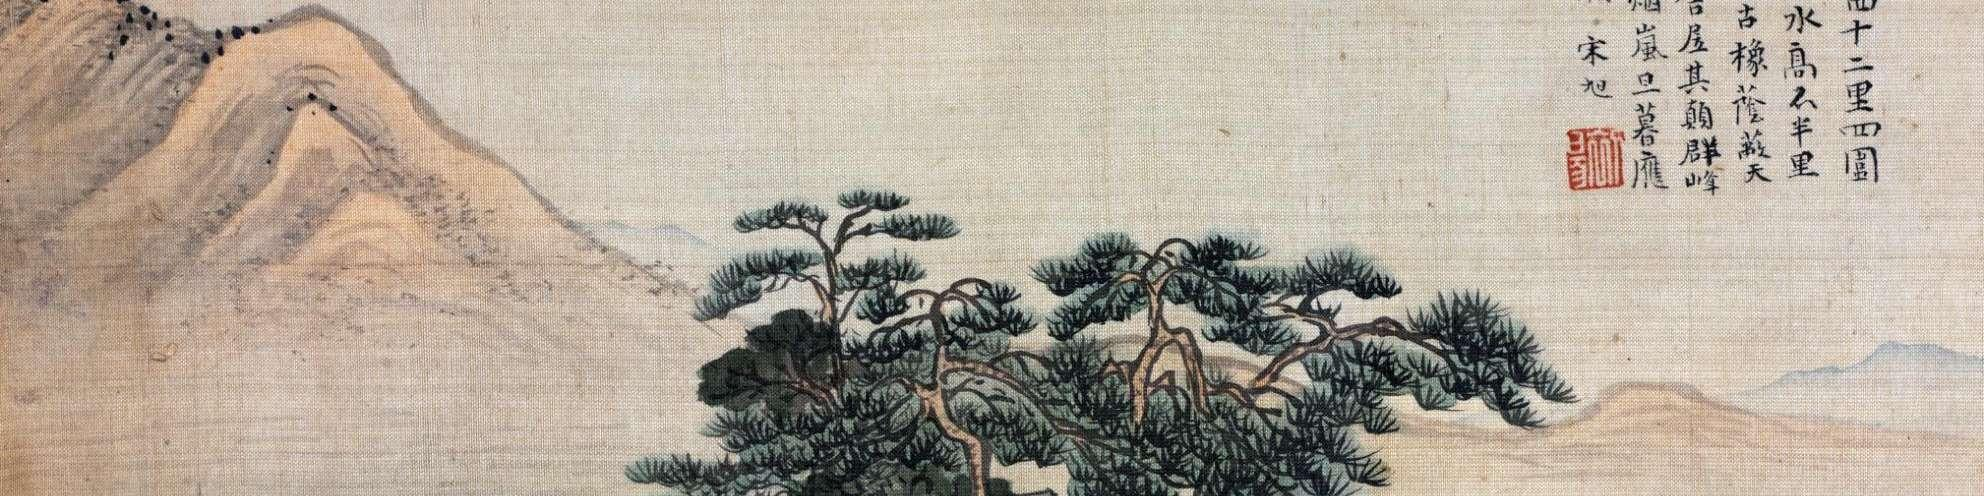 十二里四圍
水高不半里
古橡蔭蔽天
屋其顛群峰
嵐旦暮應
宋旭